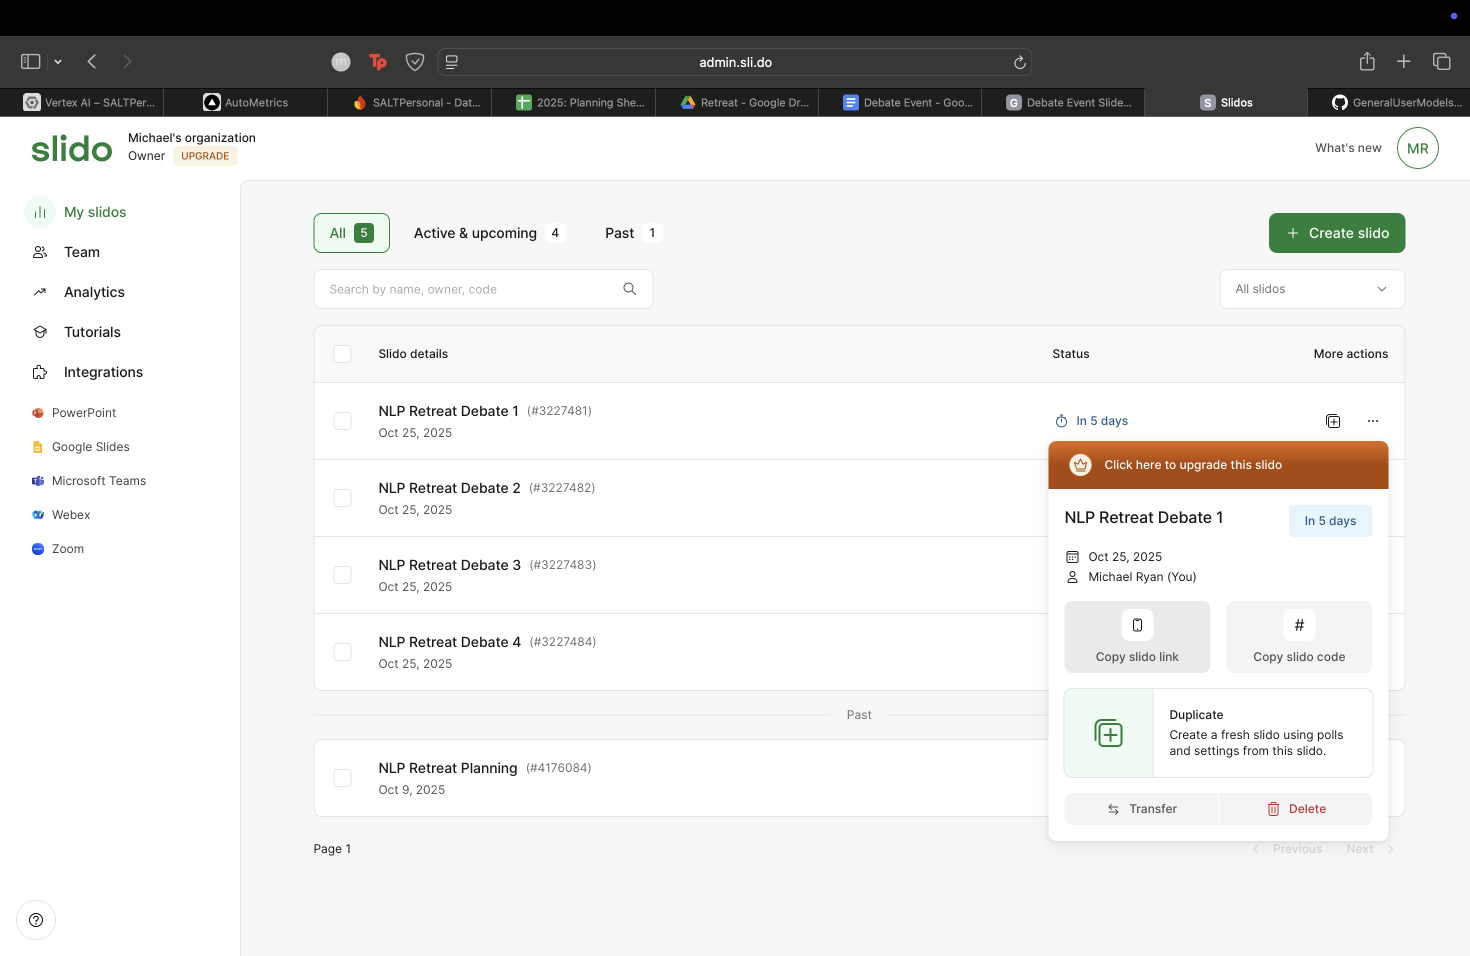 admin.sli.do
Vertex AI – SALTPer...
AutoMetrics
SALTPersonal - Dat...
2025: Planning She...
Retreat - Google Dr...
Debate Event - Goo...
G Debate Event Slide...
S Slidos
GeneralUserModels...
slido
Michael's organization
Owner UPGRADE
What's new
MR
My slidos
Team
Analytics
Tutorials
Integrations
PowerPoint
Google Slides
Microsoft Teams
Webex
Zoom
All 5
Active & upcoming 4
Past 1
+ Create slido
Search by name, owner, code
All slidos
Slido details
Status
More actions
NLP Retreat Debate 1 (#3227481)
Oct 25, 2025
In 5 days
NLP Retreat Debate 2 (#3227482)
Oct 25, 2025
NLP Retreat Debate 3 (#3227483)
Oct 25, 2025
NLP Retreat Debate 4 (#3227484)
Oct 25, 2025
Past
NLP Retreat Planning (#4176084)
Oct 9, 2025
Page 1
Previous
Next
Click here to upgrade this slido
NLP Retreat Debate 1
In 5 days
Oct 25, 2025
Michael Ryan (You)
Copy slido link
#
Copy slido code
Duplicate
Create a fresh slido using polls
and settings from this slido.
Transfer
Delete